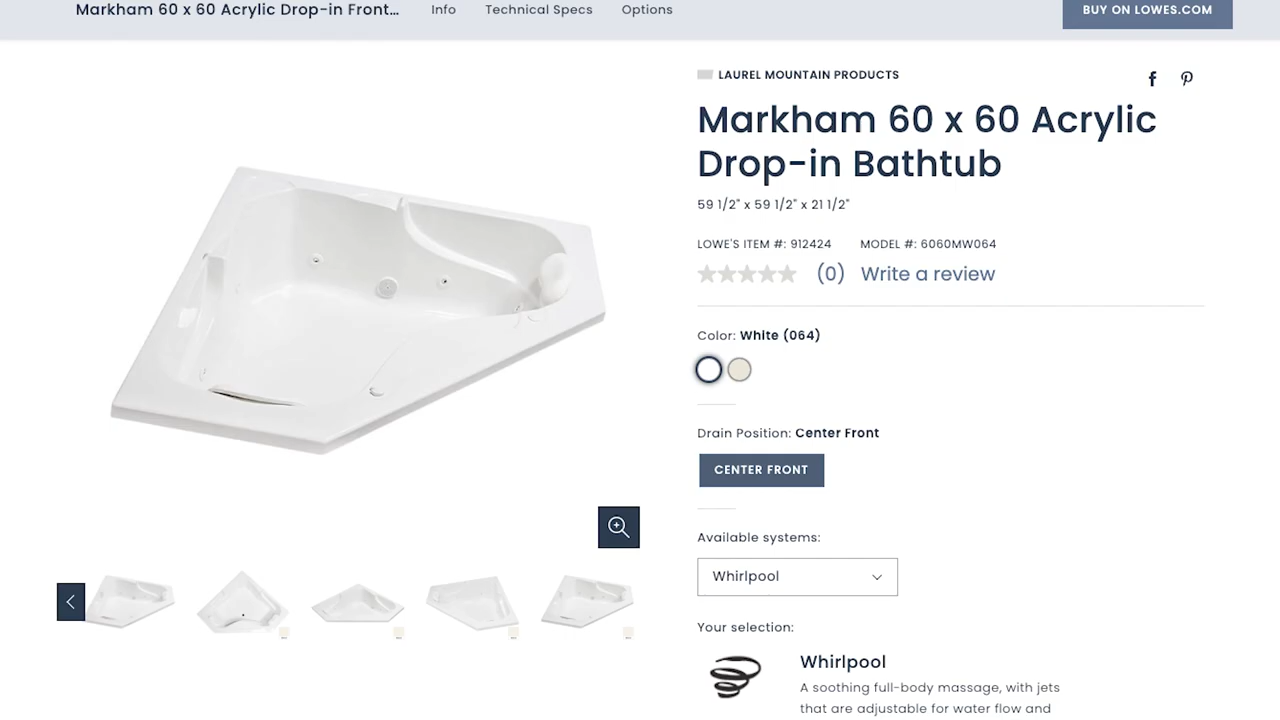 Markham 60 x 60 Acrylic Drop-in Front...
Info
Technical Specs
Options
BUY ON LOWES.COM
LAUREL MOUNTAIN PRODUCTS
Markham 60 x 60 Acrylic
Drop-in Bathtub
59 1/2" x 59 1/2" x 21 1/2"
LOWE'S ITEM #: 912424
MODEL #: 6060MW064
(0) Write a review
Color: White (064)
Drain Position: Center Front
CENTER FRONT
Available systems:
Whirlpool
Your selection:
Whirlpool
A soothing full-body massage, with jets
that are adjustable for water flow and